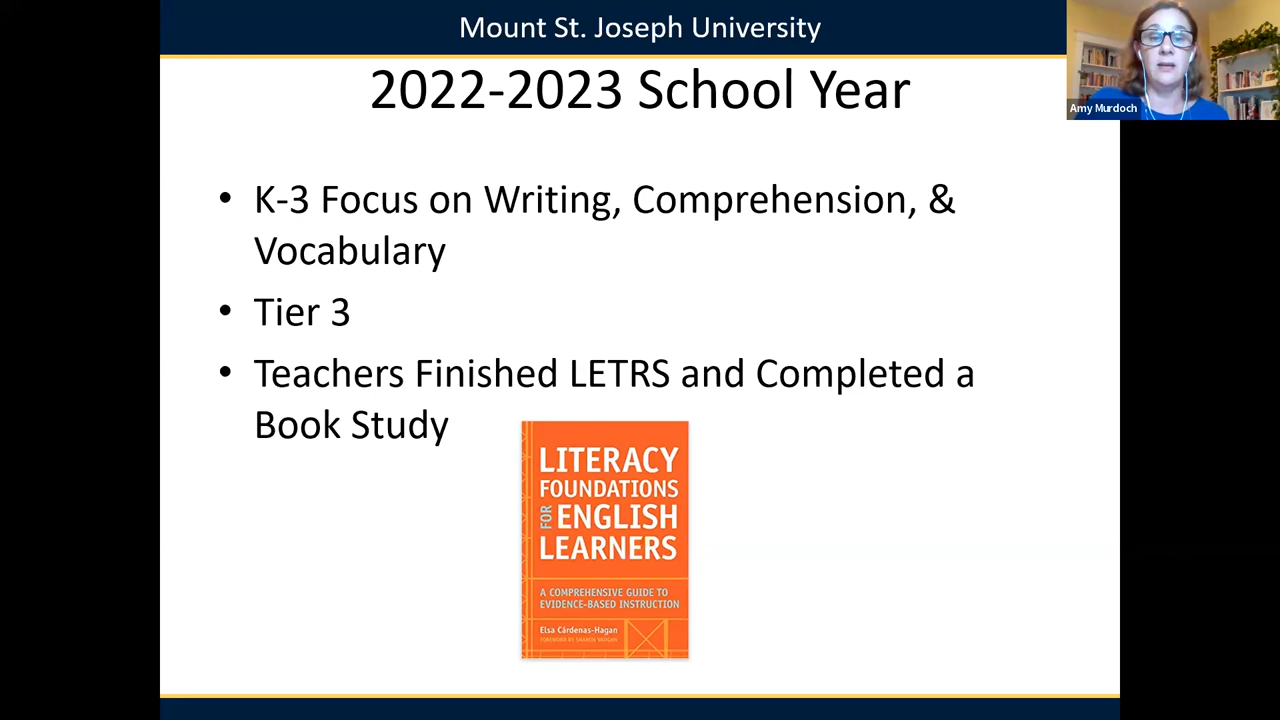 Mount St. Joseph University
2022-2023 School Year
Amy Murdoch
• K-3 Focus on Writing, Comprehension, &
Vocabulary
• Tier 3
• Teachers Finished LETRS and Completed a
Book Study
LITERACY
FOUNDATIONS
FOR ENGLISH
LEARNERS
A COMPREHENSIVE GUIDE TO
EVIDENCE-BASED INSTRUCTION
Elsa Cárdenas-Hagan
FOREWORD BY SHARON VAUGHN